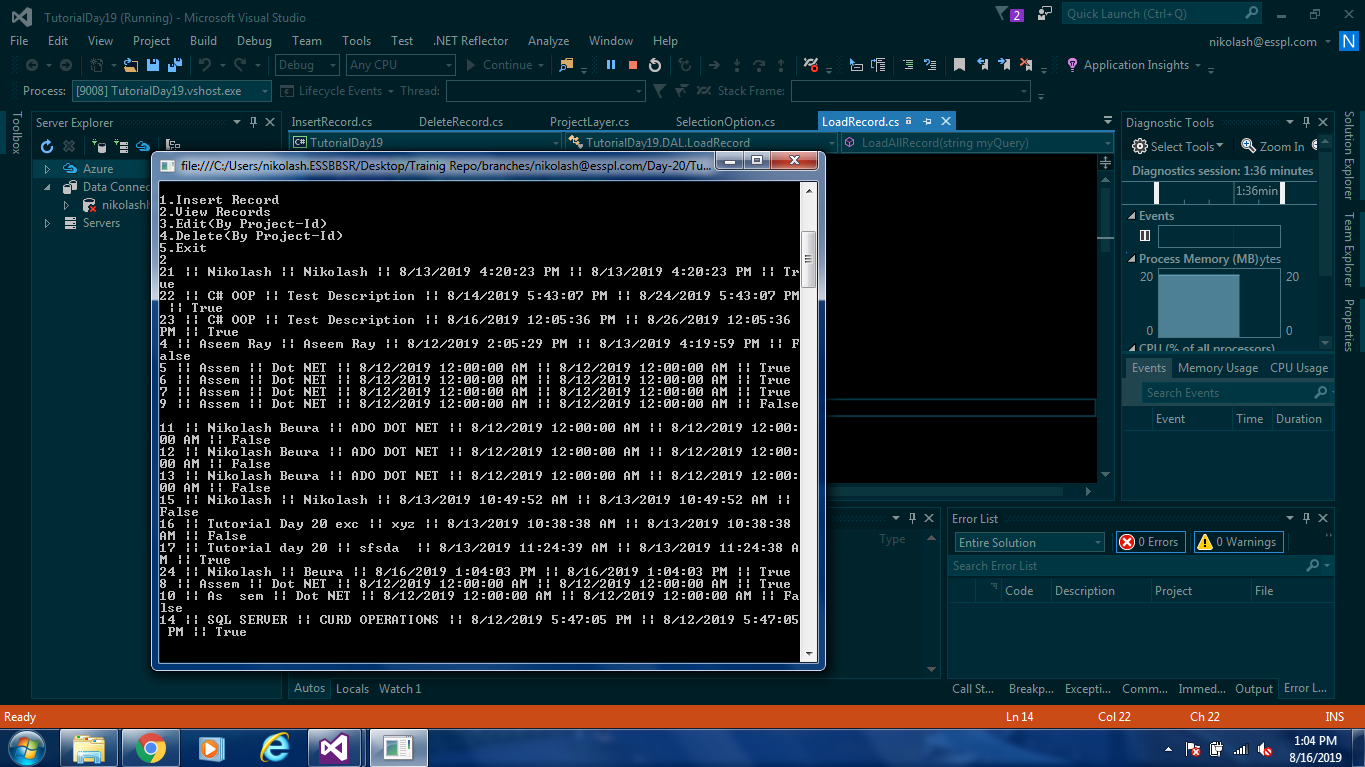 TutorialDay19 (Running) - Microsoft Visual Studio
2
Quick Launch (Ctrl+Q)
File Edit View Project Build Debug Team Tools Test .NET Reflector Analyze Window Help
nikolash@esspl.com
N
Debug Any CPU Continue Application Insights
Process: [9008] TutorialDay19.vshost.exe Lifecycle Events Thread: Stack Frame:
Toolbox
Server Explorer
Azure
Data Connec
nikolash
Servers
InsertRecord.cs DeleteRecord.cs ProjectLayer.cs SelectionOption.cs LoadRecord.cs
TutorialDay19 TutorialDay19.DAL.LoadRecord LoadAllRecord(string myQuery)
file:///C:/Users/nikolash.ESSBBSR/Desktop/Trainig Repo/branches/nikolash@esspl.com/Day-20/Tu...
1.Insert Record
2.View Records
3.Edit(By Project-Id)
4.Delete(By Project-Id)
5.Exit
2
21 || Nikolash || Nikolash || 8/13/2019 4:20:23 PM || 8/13/2019 4:20:23 PM || Tr
ue
22 || C# OOP || Test Description || 8/14/2019 5:43:07 PM || 8/24/2019 5:43:07 PM
 || True
23 || C# OOP || Test Description || 8/16/2019 12:05:36 PM || 8/26/2019 12:05:36
PM || True
4 || Aseem Ray || Aseem Ray || 8/12/2019 2:05:29 PM || 8/13/2019 4:19:59 PM || F
alse
5 || Assem || Dot NET || 8/12/2019 12:00:00 AM || 8/12/2019 12:00:00 AM || True
6 || Assem || Dot NET || 8/12/2019 12:00:00 AM || 8/12/2019 12:00:00 AM || True
7 || Assem || Dot NET || 8/12/2019 12:00:00 AM || 8/12/2019 12:00:00 AM || True
9 || Assem || Dot NET || 8/12/2019 12:00:00 AM || 8/12/2019 12:00:00 AM || False
11 || Nikolash Beura || ADO DOT NET || 8/12/2019 12:00:00 AM || 8/12/2019 12:00:
00 AM || False
12 || Nikolash Beura || ADO DOT NET || 8/12/2019 12:00:00 AM || 8/12/2019 12:00:
00 AM || False
13 || Nikolash Beura || ADO DOT NET || 8/12/2019 12:00:00 AM || 8/12/2019 12:00:
00 AM || False
15 || Nikolash || Nikolash || 8/13/2019 10:49:52 AM || 8/13/2019 10:49:52 AM ||
False
16 || Tutorial Day 20 exc || xyz || 8/13/2019 10:38:38 AM || 8/13/2019 10:38:38
AM || False
17 || Tutorial day 20 || sfsda  || 8/13/2019 11:24:39 AM || 8/13/2019 11:24:38 A
M || True
24 || Nikolash || Beura || 8/16/2019 1:04:03 PM || 8/16/2019 1:04:03 PM || True
8 || Assem || Dot NET || 8/12/2019 12:00:00 AM || 8/12/2019 12:00:00 AM || True
10 || As  sem || Dot NET || 8/12/2019 12:00:00 AM || 8/12/2019 12:00:00 AM || Fa
lse
14 || SQL SERVER || CURD OPERATIONS || 8/12/2019 5:47:05 PM || 8/12/2019 5:47:05
 PM || True
Diagnostic Tools
Select Tools Zoom In
Diagnostics session: 1:36 minutes
1:36min
Events
Process Memory (MB) ytes
20 20
0 0
CPU (% of all processors)
Events Memory Usage CPU Usage
Search Events
Event Time Duration
Solution Explorer
Team Explorer
Properties
Type
Error List
Entire Solution 0 Errors 0 Warnings
Search Error List
Code Description Project File
Autos Locals Watch 1
Call St... Breakp... Excepti... Comm... Immed... Output Error L...
Ready Ln 14 Col 22 Ch 22 INS
1:04 PM
8/16/2019